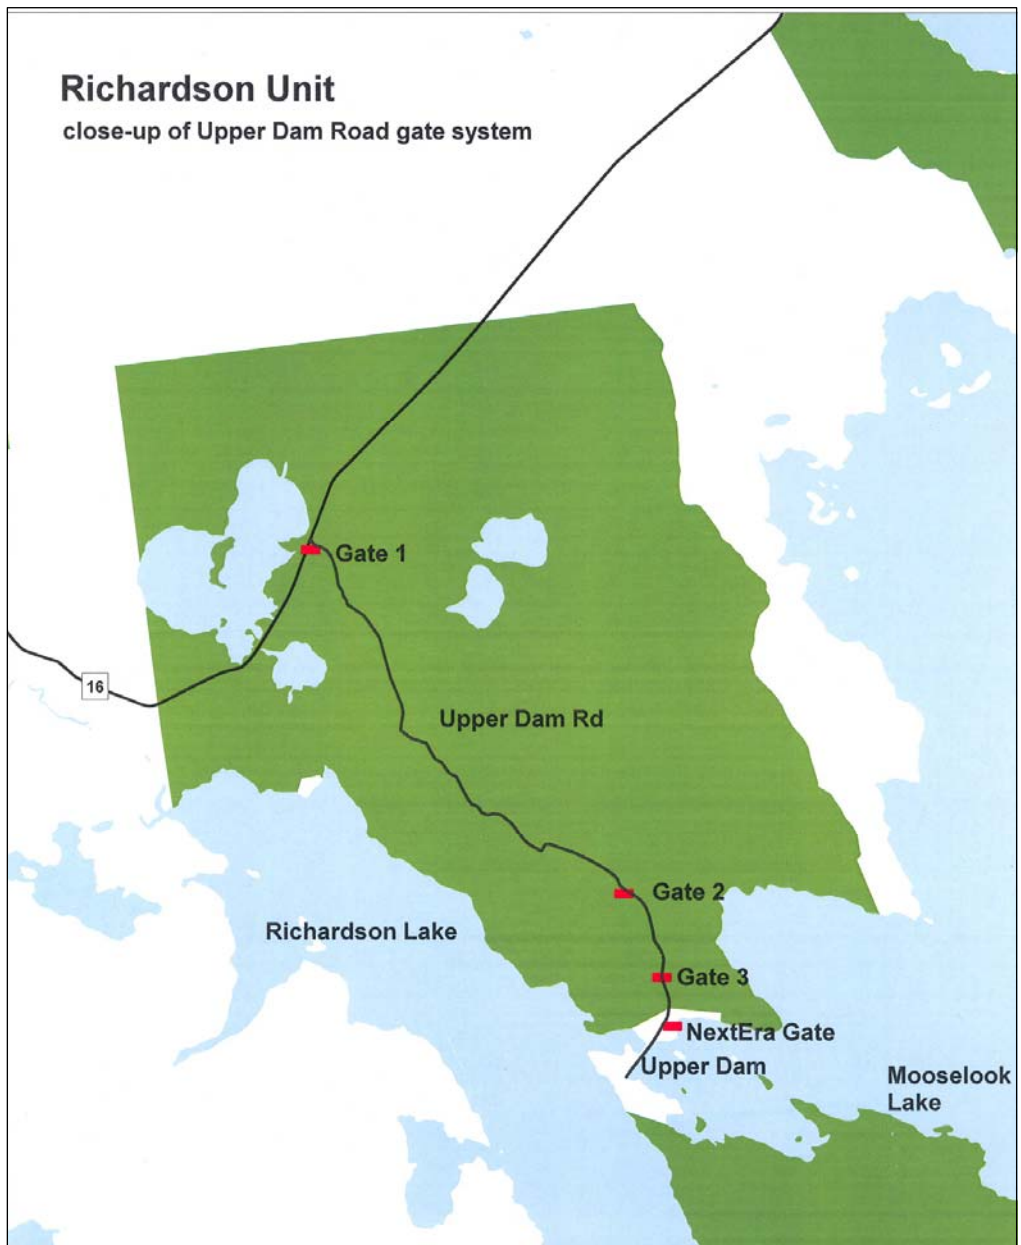 Richardson Unit
close-up of Upper Dam Road gate system
Gate 1
16
Upper Dam Rd
Gate 2
Richardson Lake
Gate 3
NextEra Gate
Upper Dam
Mooselook
Lake